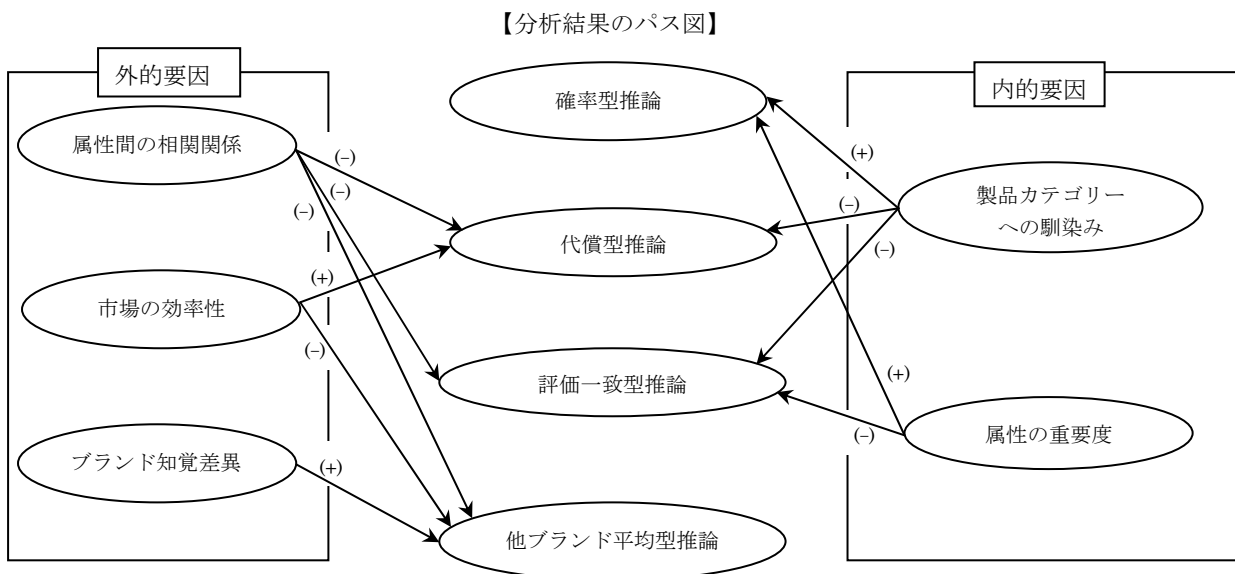 【分析結果のパス図】
外的要因
内的要因
確率型推論
属性間の相関関係
(–)
(–)
(–)
(+)
製品カテゴリー
への馴染み
(–)
(–)
代償型推論
市場の効率性
(+)
(–)
評価一致型推論
(+)
(–)
属性の重要度
ブランド知覚差異
(+)
他ブランド平均型推論